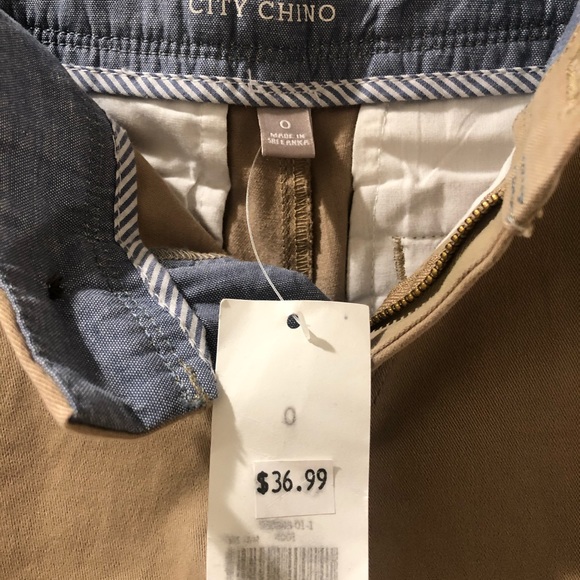 CITY CHINO
0
MADE IN
SRI LANKA
0
$36.99